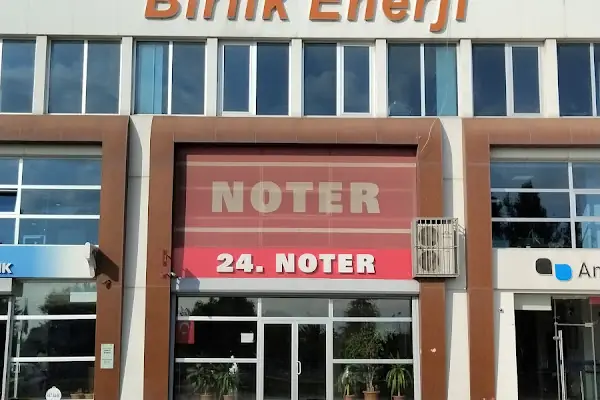 Birlik Enerji
NOTER
24. NOTER